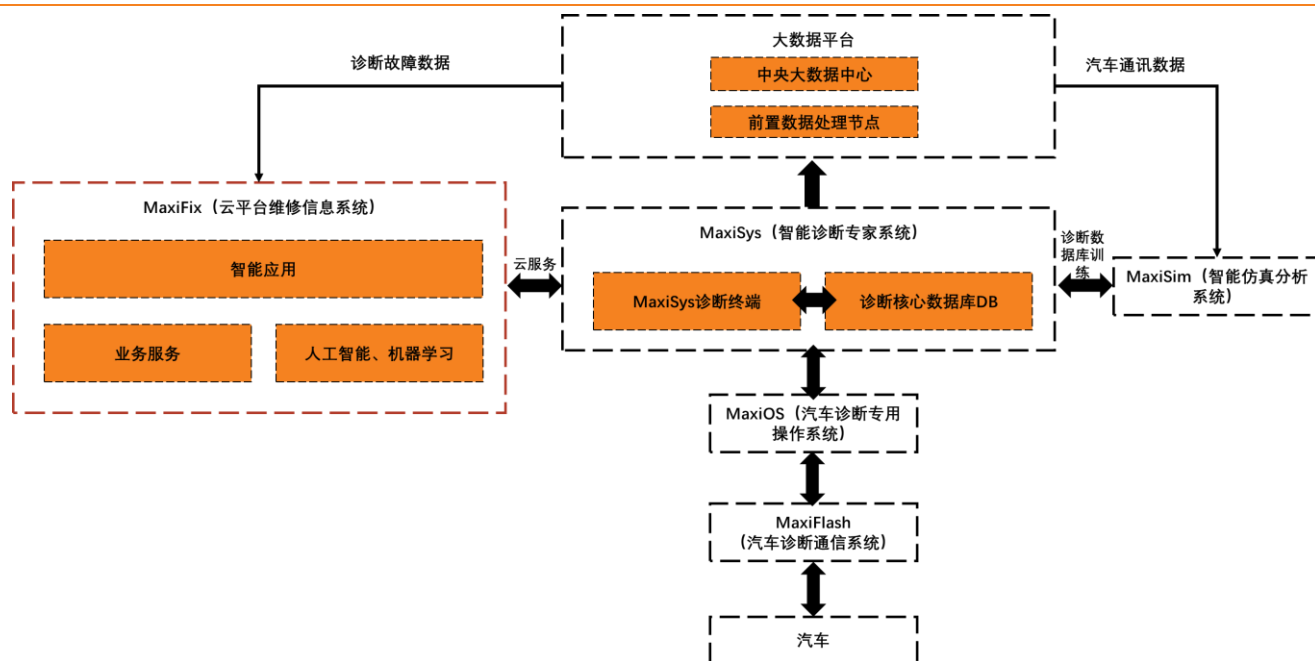 大数据平台
中央大数据中心
前置数据处理节点
诊断故障数据
汽车通讯数据
MaxiFix（云平台维修信息系统）
智能应用
业务服务
人工智能、机器学习
云服务
MaxiSys（智能诊断专家系统）
MaxiSys诊断终端
诊断核心数据库DB
诊断数
据库训
练
MaxiSim（智能仿真分析
系统）
MaxiOS（汽车诊断专用
操作系统）
MaxiFlash
（汽车诊断通信系统）
汽车